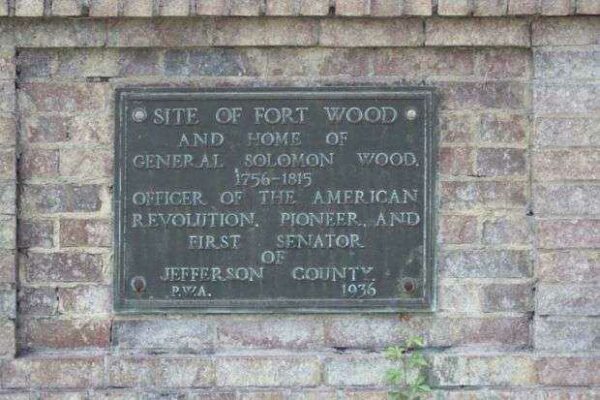 SITE OF FORT WOOD
AND HOME OF
GENERAL SOLOMON WOOD.
1756-1815
OFFICER OF THE AMERICAN
REVOLUTION. PIONEER, AND
FIRST SENATOR
OF
JEFFERSON COUNTY.
P.W.A. 1936